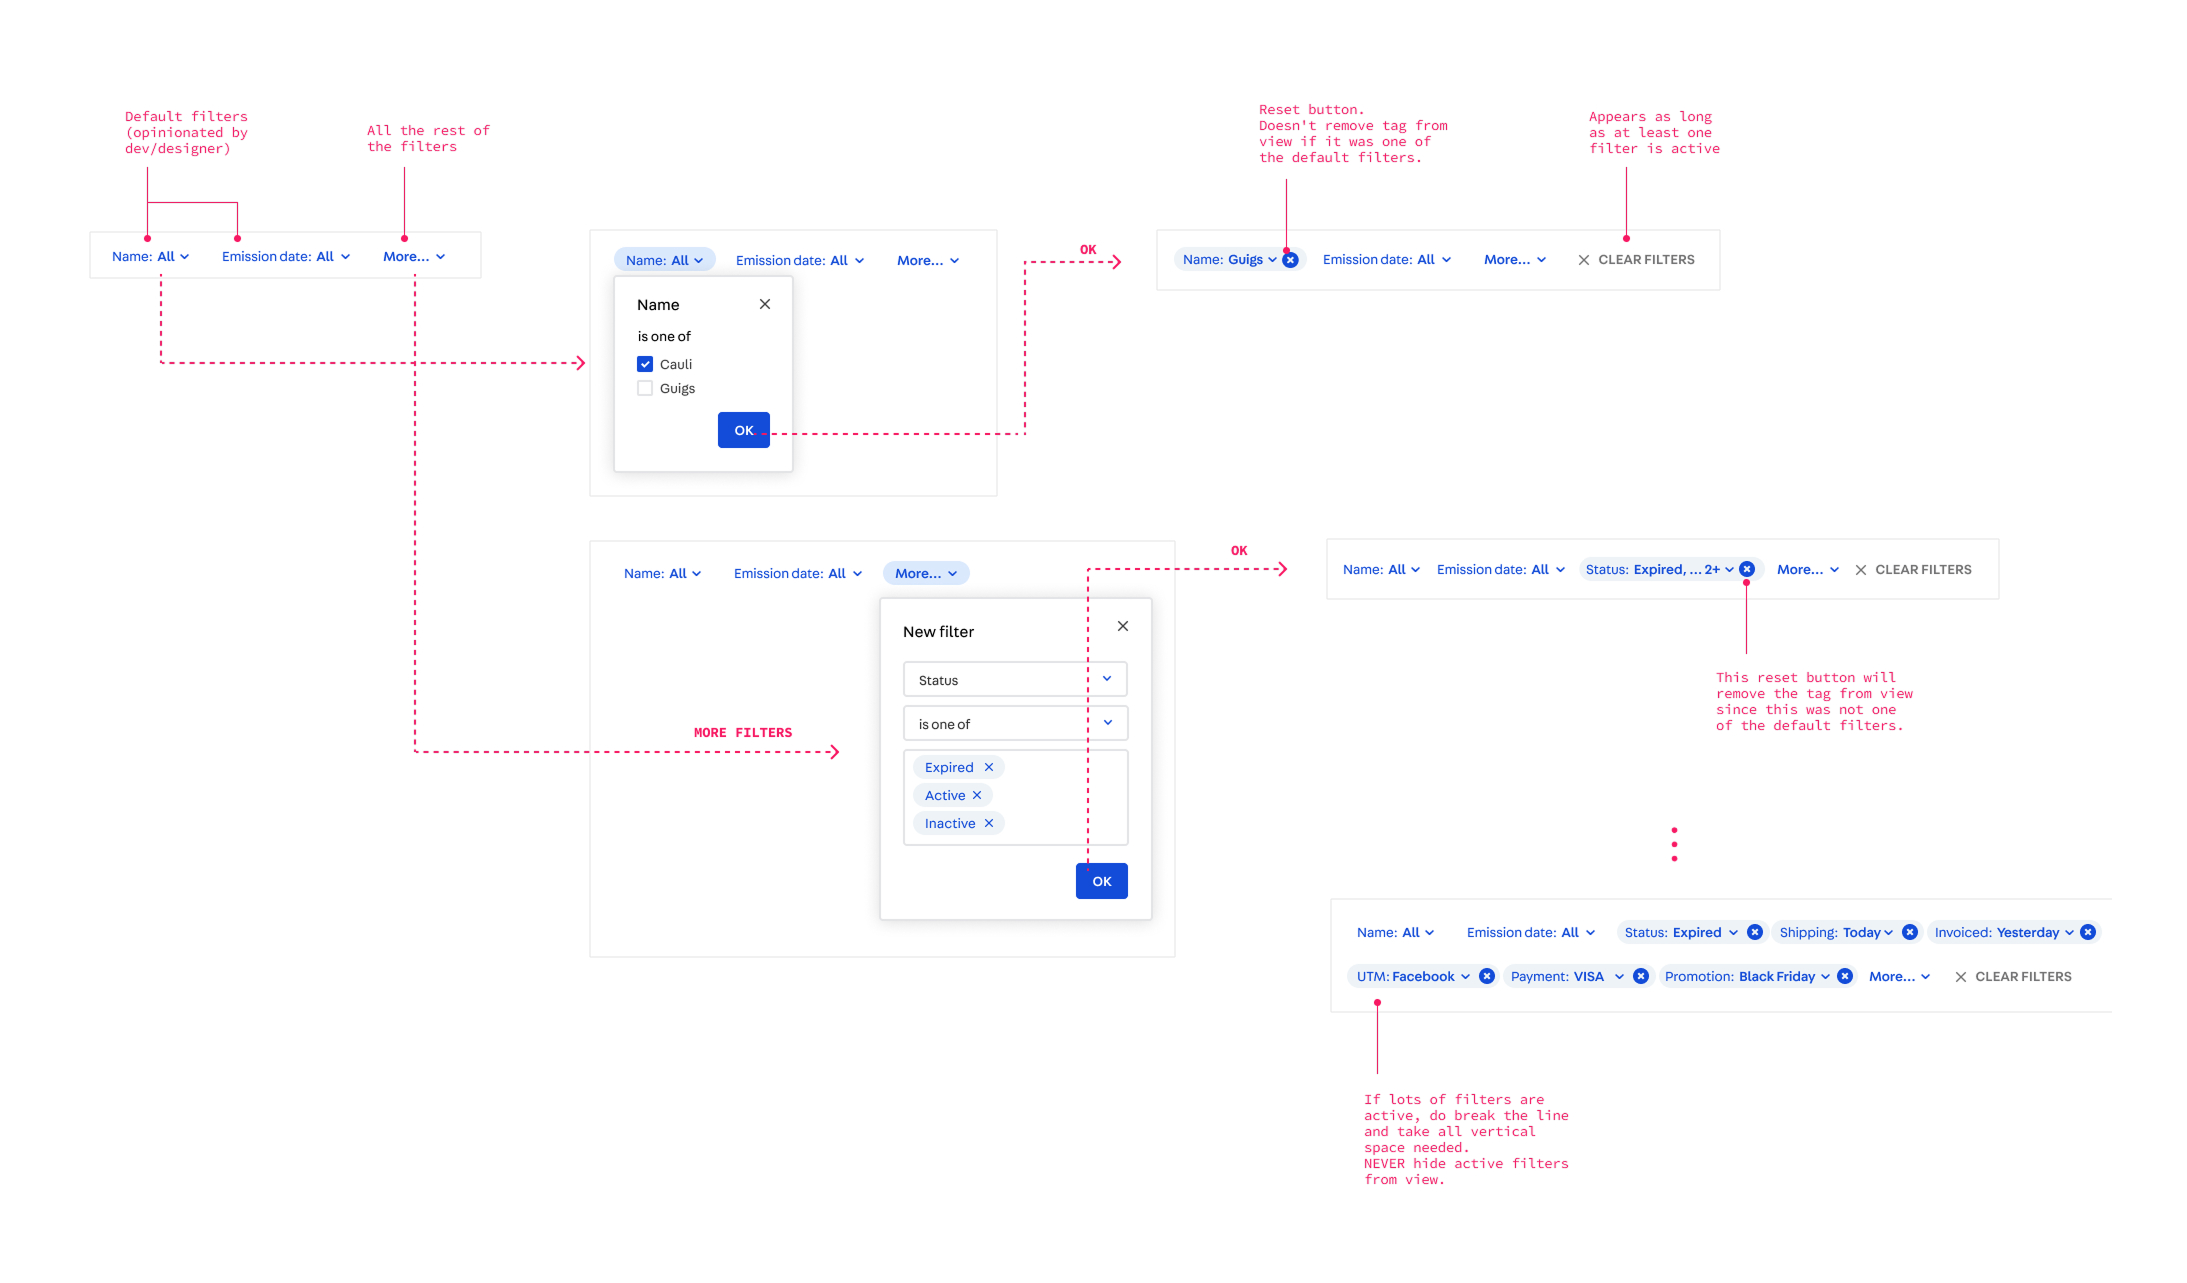 Default filters
(opinionated by
dev/designer)
All the rest of
the filters
Name: All
Emission date: All
More...
Name: All
Emission date: All
More...
Name
is one of
Cauli
Guigs
OK
OK
Reset button.
Doesn't remove tag from
view if it was one of
the default filters.
Appears as long
as at least one
filter is active
Name: Guigs
Emission date: All
More...
CLEAR FILTERS
MORE FILTERS
Name: All
Emission date: All
More...
New filter
Status
is one of
Expired
Active
Inactive
OK
OK
Name: All
Emission date: All
Status: Expired, ... 2+
More...
CLEAR FILTERS
This reset button will
remove the tag from view
since this was not one
of the default filters.
Name: All
Emission date: All
Status: Expired
Shipping: Today
Invoiced: Yesterday
UTM: Facebook
Payment: VISA
Promotion: Black Friday
More...
CLEAR FILTERS
If lots of filters are
active, do break the line
and take all vertical
space needed.
NEVER hide active filters
from view.